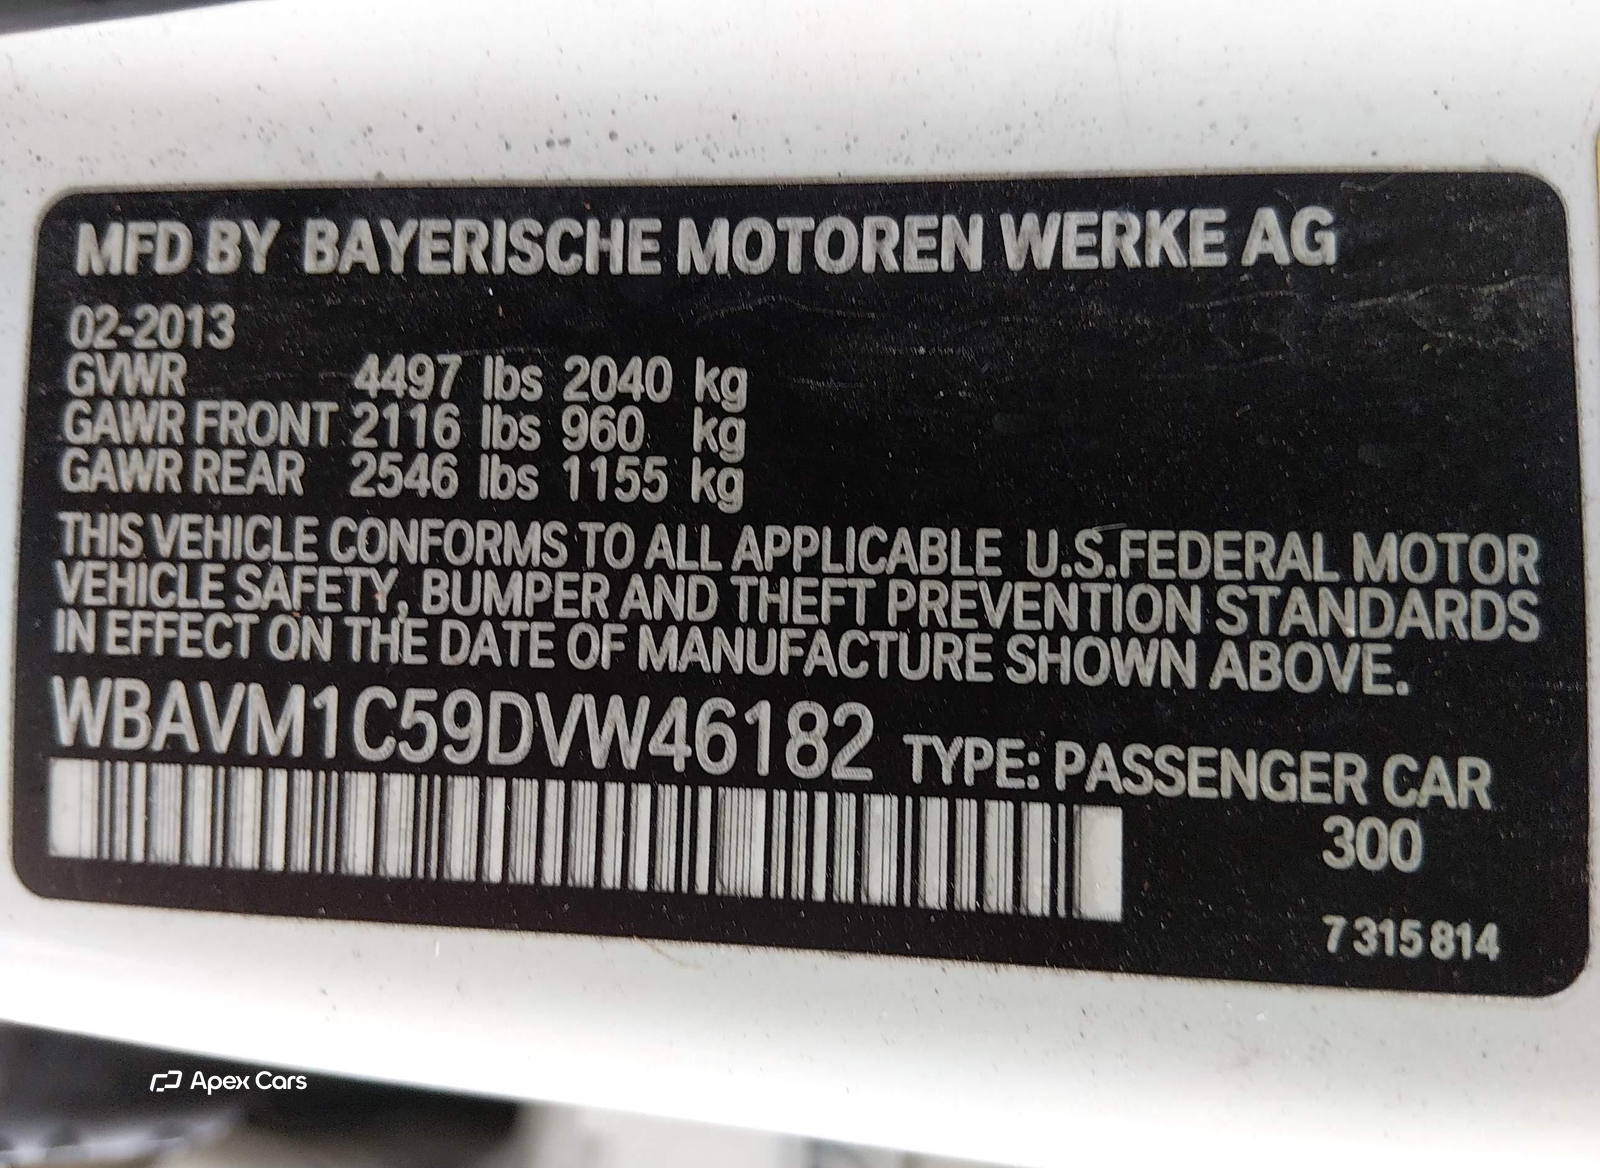 MFD BY BAYERISCHE MOTOREN WERKE AG
02-2013
GVWR 4497 lbs 2040 kg
GAWR FRONT 2116 lbs 960 kg
GAWR REAR 2546 lbs 1155 kg
THIS VEHICLE CONFORMS TO ALL APPLICABLE U.S.FEDERAL MOTOR
VEHICLE SAFETY, BUMPER AND THEFT PREVENTION STANDARDS
IN EFFECT ON THE DATE OF MANUFACTURE SHOWN ABOVE.
WBAVM1C59DVW46182 TYPE: PASSENGER CAR
300
7 315 814
Apex Cars